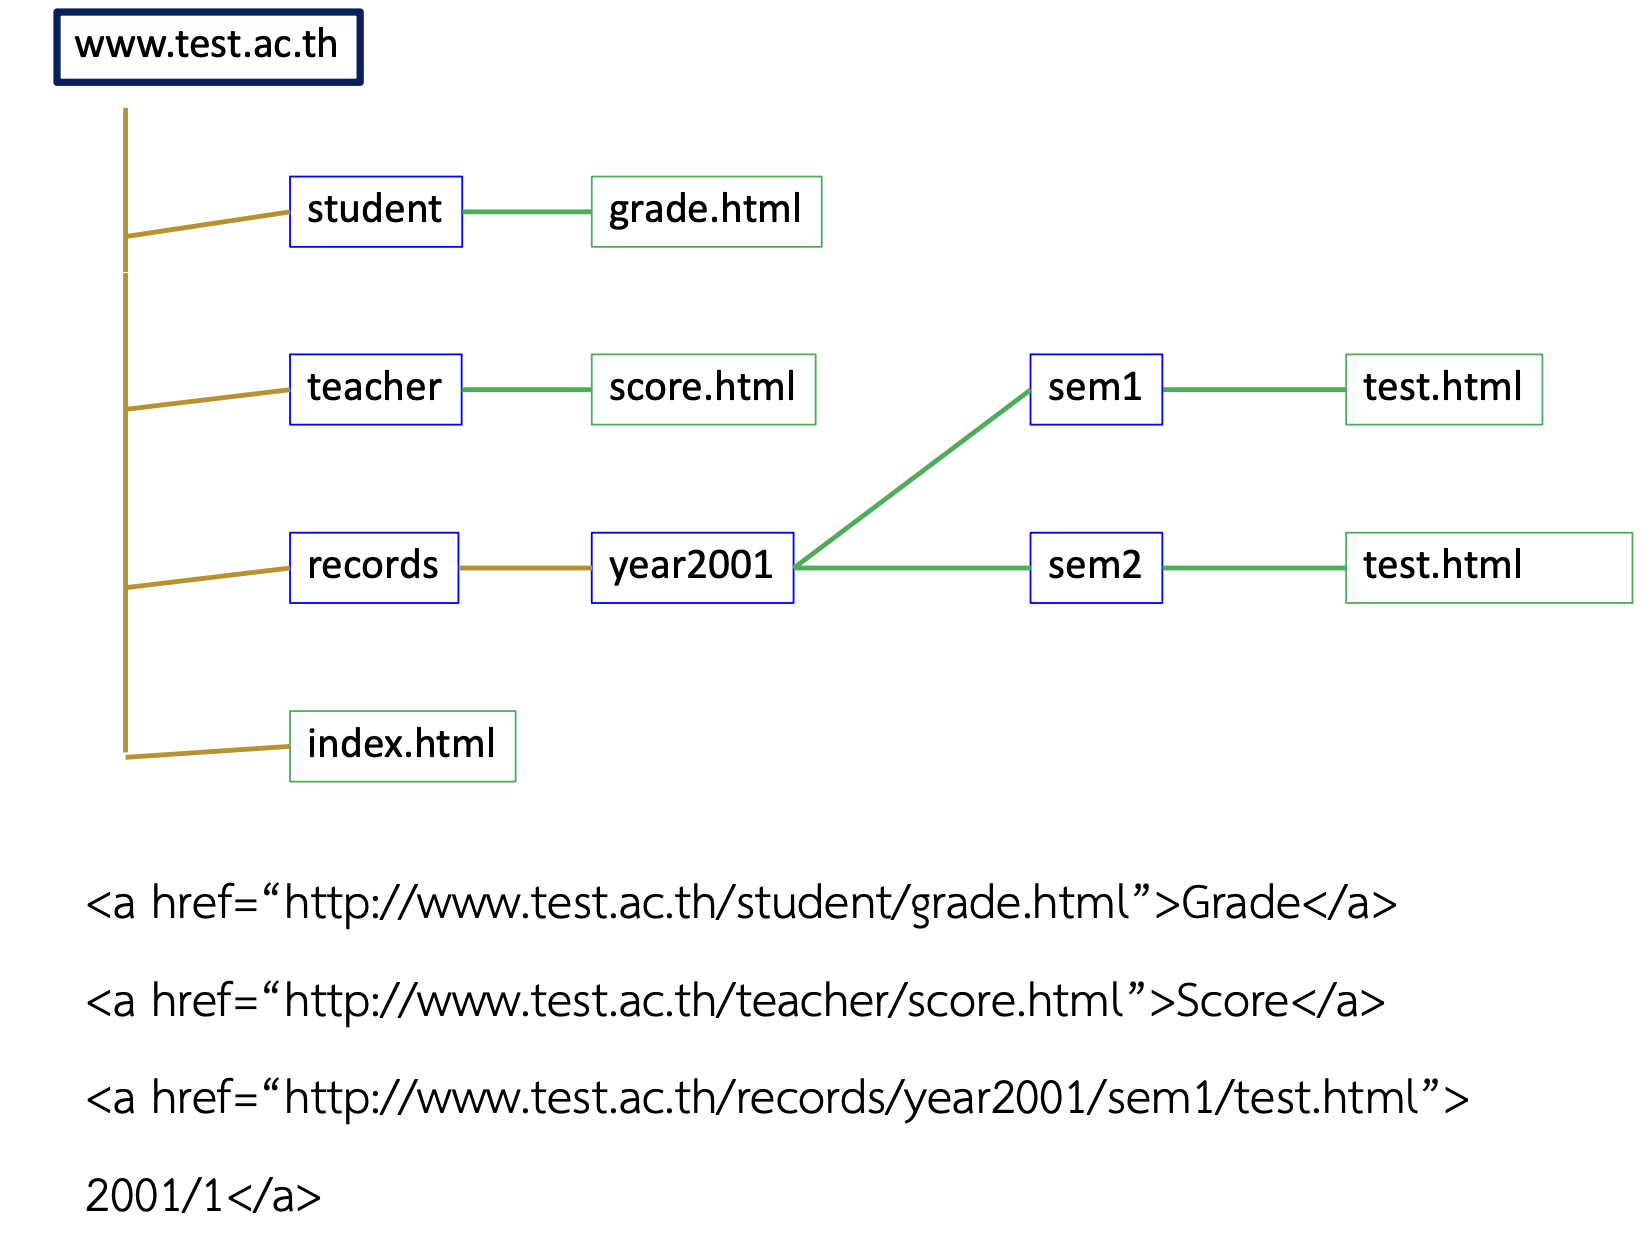 www.test.ac.th
student grade.html
teacher score.html sem1 test.html
records year2001 sem2 test.html
index.html
<a href=“http://www.test.ac.th/student/grade.html”>Grade</a>
<a href=“http://www.test.ac.th/teacher/score.html”>Score</a>
<a href=“http://www.test.ac.th/records/year2001/sem1/test.html”>
2001/1</a>